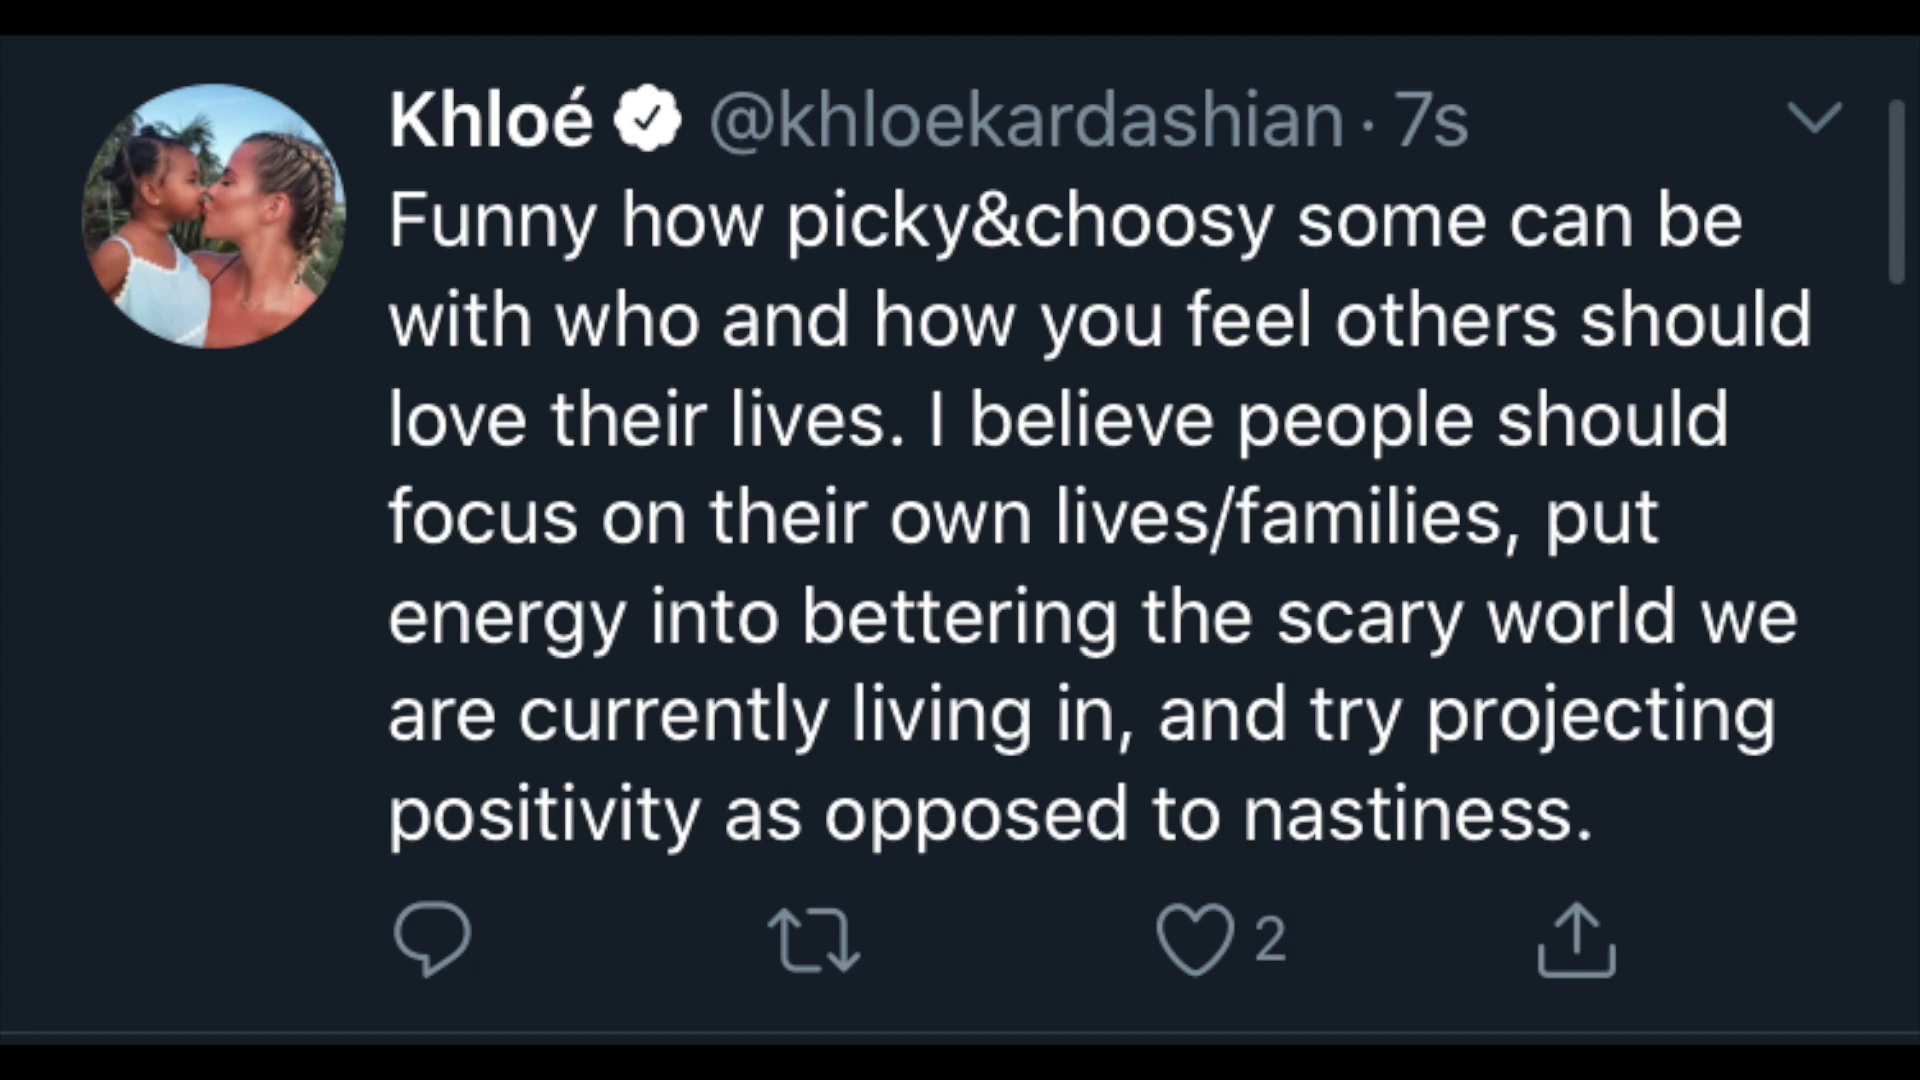 Khloé @khloekardashian · 7s
Funny how picky&choosy some can be
with who and how you feel others should
love their lives. I believe people should
focus on their own lives/families, put
energy into bettering the scary world we
are currently living in, and try projecting
positivity as opposed to nastiness.
2